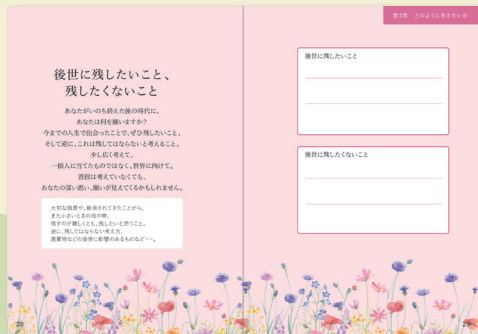 後世に残したいこと、
残したくないこと
あなたがいのち終えた後の時代に、
あなたは何を願いますか?
今までの人生で出会ったことで、ぜひ残したいこと、
そして逆に、これは残してはならないと考えること。
少し広く考えて、
一個人に当てたものではなく、世界に向けて。
普段は考えていなくても、
あなたの深い思い、願いが見えてくるかもしれません。
大切な風景や、継承されてきたことがら、
また小さいときの母の唄、
残すのが難しくとも、残したいと思うこと。
逆に、残してはならない考え方、
廃棄物などの後世に影響のあるものなど・・・。
28
第3章 どのように生きたいか
後世に残したいこと
後世に残したくないこと